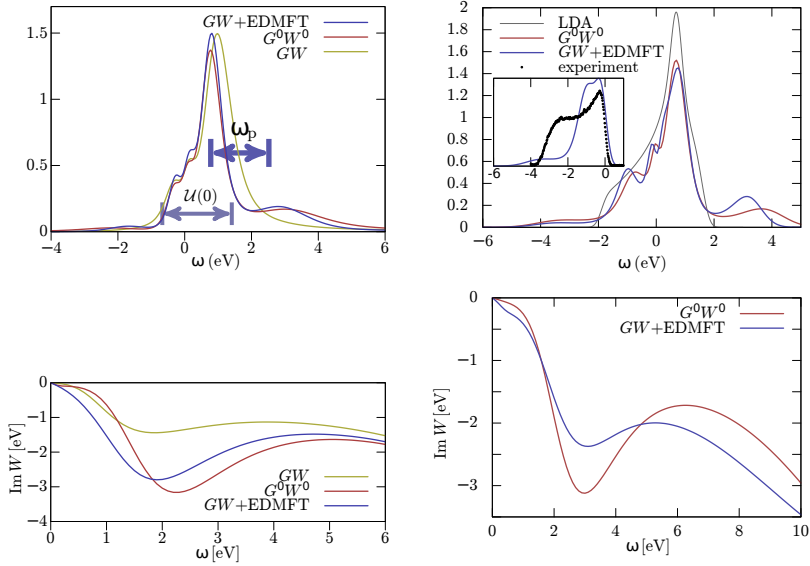 GW+EDMFT
G⁰W⁰
GW
ωₚ
𝒰(0)
0
0.5
1
1.5
−6
−4
−2
0
2
4
6
ω (eV)
LDA
G⁰W⁰
GW+EDMFT
experiment
0
0.2
0.4
0.6
0.8
1
1.2
1.4
1.6
1.8
2
-6
-4
-2
0
1
−6
−4
−2
0
2
4
ω (eV)
GW
G⁰W⁰
GW+EDMFT
Im W [eV]
0
−1
−2
−3
−4
0
1
2
3
4
5
6
ω [eV]
G⁰W⁰
GW+EDMFT
Im W [eV]
0
−1
−2
−3
0
2
4
6
8
10
ω [eV]